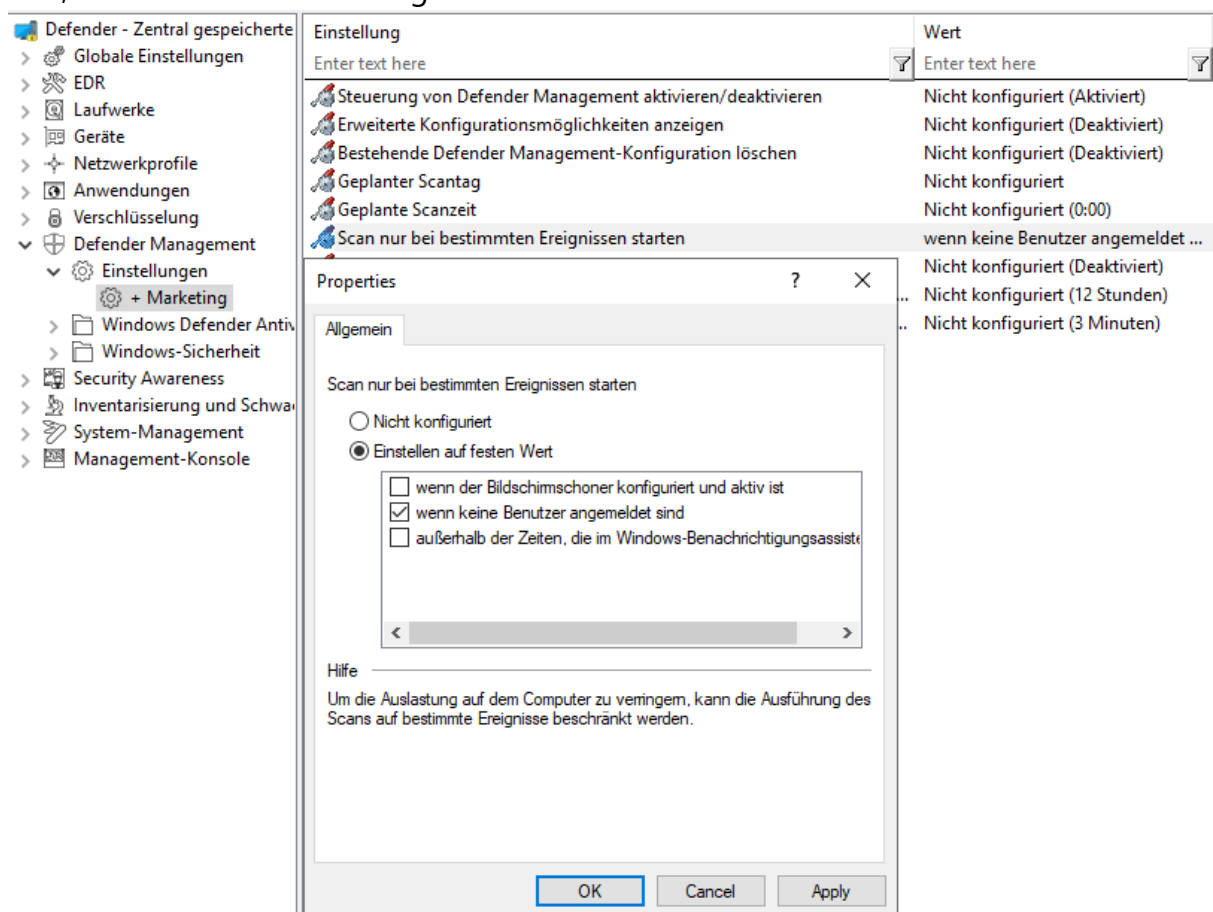 Defender - Zentral gespeicherte
Globale Einstellungen
EDR
Laufwerke
Geräte
Netzwerkprofile
Anwendungen
Verschlüsselung
Defender Management
Einstellungen
+ Marketing
Windows Defender Antiv
Windows-Sicherheit
Security Awareness
Inventarisierung und Schwa
System-Management
Management-Konsole
Einstellung Wert
Enter text here Enter text here
Steuerung von Defender Management aktivieren/deaktivieren Nicht konfiguriert (Aktiviert)
Erweiterte Konfigurationsmöglichkeiten anzeigen Nicht konfiguriert (Deaktiviert)
Bestehende Defender Management-Konfiguration löschen Nicht konfiguriert (Deaktiviert)
Geplanter Scantag Nicht konfiguriert
Geplante Scanzeit Nicht konfiguriert (0:00)
Scan nur bei bestimmten Ereignissen starten wenn keine Benutzer angemeldet ...
Nicht konfiguriert (Deaktiviert)
... Nicht konfiguriert (12 Stunden)
.. Nicht konfiguriert (3 Minuten)
Properties ? X
Allgemein
Scan nur bei bestimmten Ereignissen starten
Nicht konfiguriert
Einstellen auf festen Wert
wenn der Bildschirmschoner konfiguriert und aktiv ist
wenn keine Benutzer angemeldet sind
außerhalb der Zeiten, die im Windows-Benachrichtigungsassiste
Hilfe
Um die Auslastung auf dem Computer zu verringern, kann die Ausführung des
Scans auf bestimmte Ereignisse beschränkt werden.
OK Cancel Apply